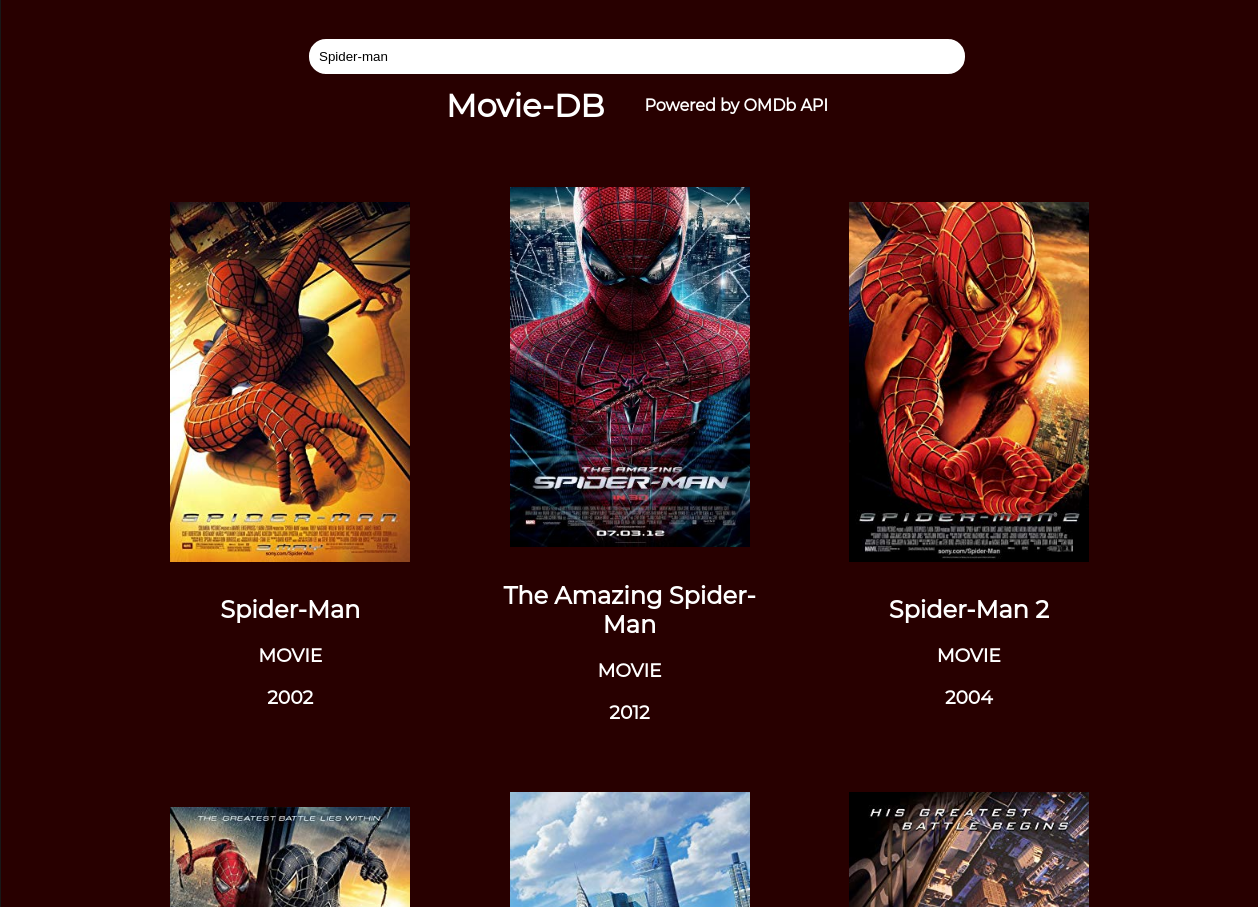 Spider-man
Movie-DB Powered by OMDb API
SPIDER-MAN
sony.com/Spider-Man
THE AMAZING
SPIDER-MAN
IN 3D
07.03.12
SPIDER-MAN 2
sony.com/Spider-Man
Spider-Man
MOVIE
2002
The Amazing Spider-
Man
MOVIE
2012
Spider-Man 2
MOVIE
2004
THE GREATEST BATTLE LIES WITHIN.
HIS GREATEST
BATTLE BEGINS